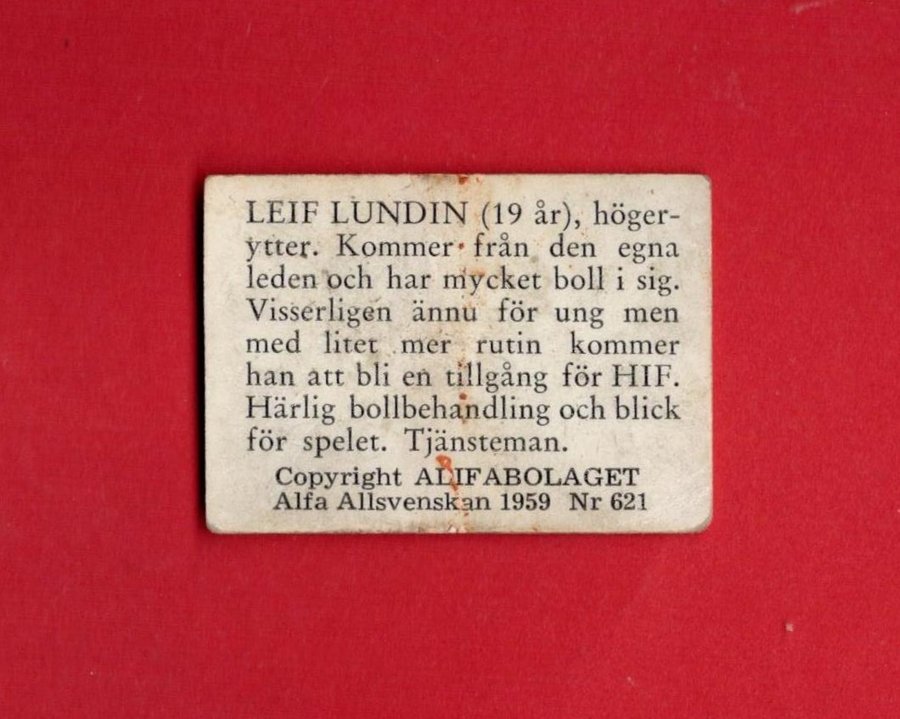 LEIF LUNDIN (19 år), höger-
ytter. Kommer från den egna
leden och har mycket boll i sig.
Visserligen ännu för ung men
med litet mer rutin kommer
han att bli en tillgång för HIF.
Härlig bollbehandling och blick
för spelet. Tjänsteman.
Copyright ALIFABOLAGET
Alfa Allsvenskan 1959 Nr 621